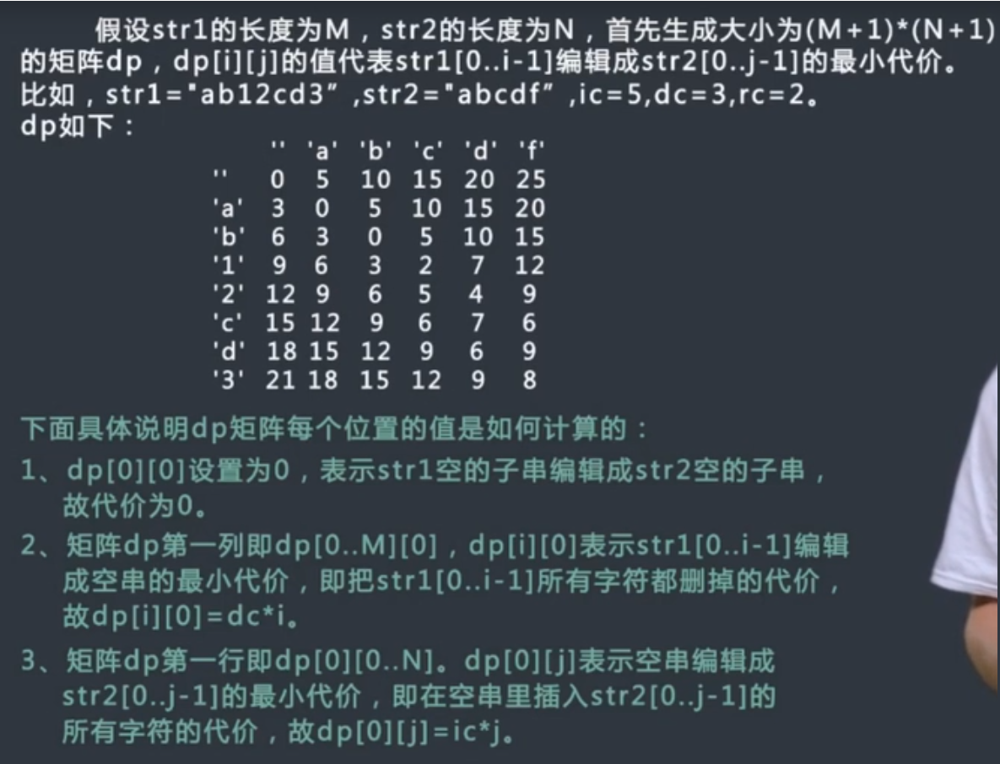 假设str1的长度为M，str2的长度为N，首先生成大小为(M+1)*(N+1)
的矩阵dp，dp[i][j]的值代表str1[0..i-1]编辑成str2[0..j-1]的最小代价。
比如，str1="ab12cd3”,str2="abcdf”,ic=5,dc=3,rc=2。
dp如下：
'' 'a' 'b' 'c' 'd' 'f'
'' 0 5 10 15 20 25
'a' 3 0 5 10 15 20
'b' 6 3 0 5 10 15
'1' 9 6 3 2 7 12
'2' 12 9 6 5 4 9
'c' 15 12 9 6 7 6
'd' 18 15 12 9 6 9
'3' 21 18 15 12 9 8
下面具体说明dp矩阵每个位置的值是如何计算的：
1、dp[0][0]设置为0，表示str1空的子串编辑成str2空的子串，
故代价为0。
2、矩阵dp第一列即dp[0..M][0]，dp[i][0]表示str1[0..i-1]编辑
成空串的最小代价，即把str1[0..i-1]所有字符都删掉的代价，
故dp[i][0]=dc*i。
3、矩阵dp第一行即dp[0][0..N]。dp[0][j]表示空串编辑成
str2[0..j-1]的最小代价，即在空串里插入str2[0..j-1]的
所有字符的代价，故dp[0][j]=ic*j。